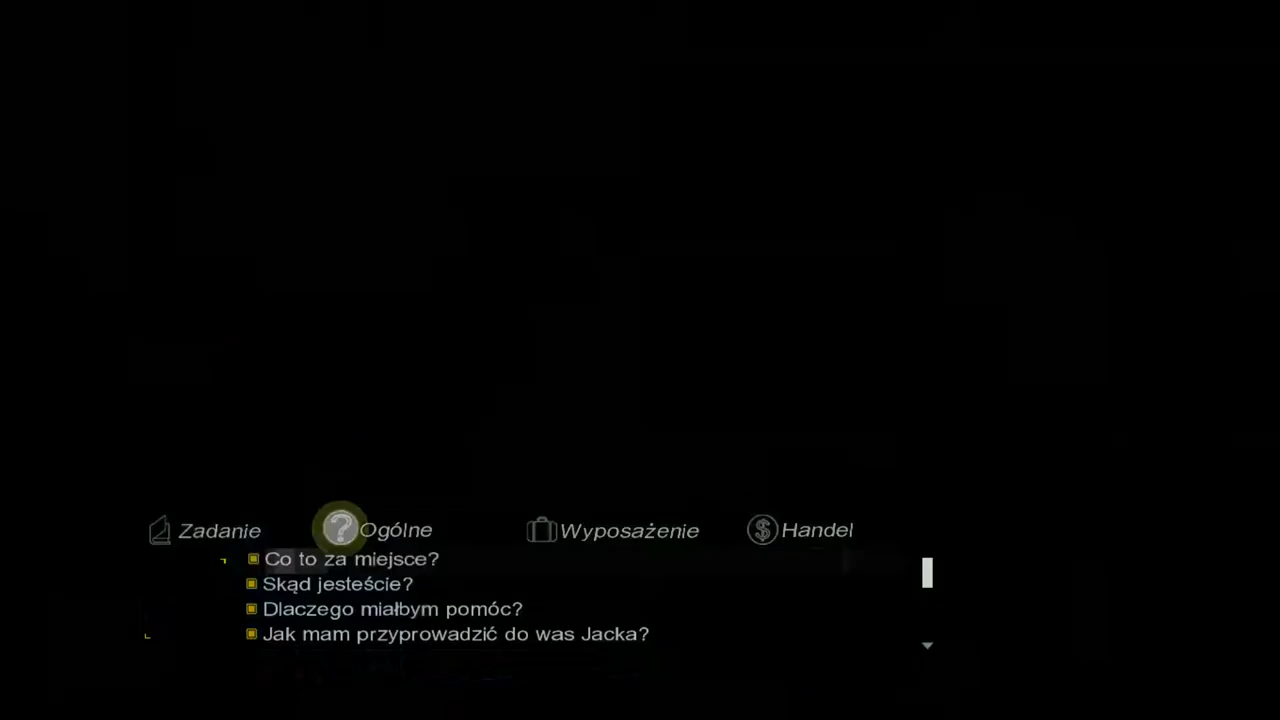 Zadanie Ogólne Wyposażenie Handel
Co to za miejsce?
Skąd jesteście?
Dlaczego miałbym pomóc?
Jak mam przyprowadzić do was Jacka?